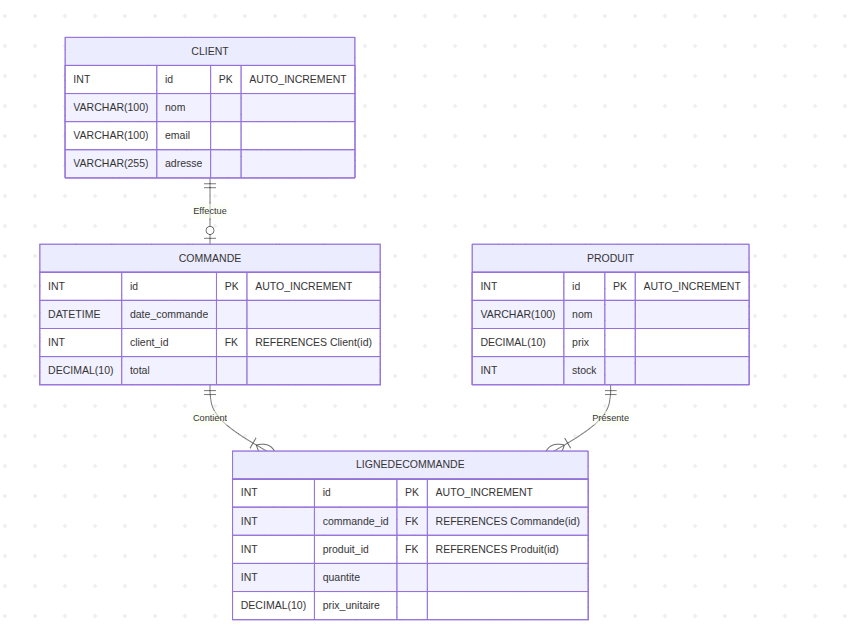 CLIENT
INT id PK AUTO_INCREMENT
VARCHAR(100) nom
VARCHAR(100) email
VARCHAR(255) adresse
Effectue
COMMANDE
INT id PK AUTO_INCREMENT
DATETIME date_commande
INT client_id FK REFERENCES Client(id)
DECIMAL(10) total
PRODUIT
INT id PK AUTO_INCREMENT
VARCHAR(100) nom
DECIMAL(10) prix
INT stock
Contient
Présente
LIGNEDECOMMANDE
INT id PK AUTO_INCREMENT
INT commande_id FK REFERENCES Commande(id)
INT produit_id FK REFERENCES Produit(id)
INT quantite
DECIMAL(10) prix_unitaire